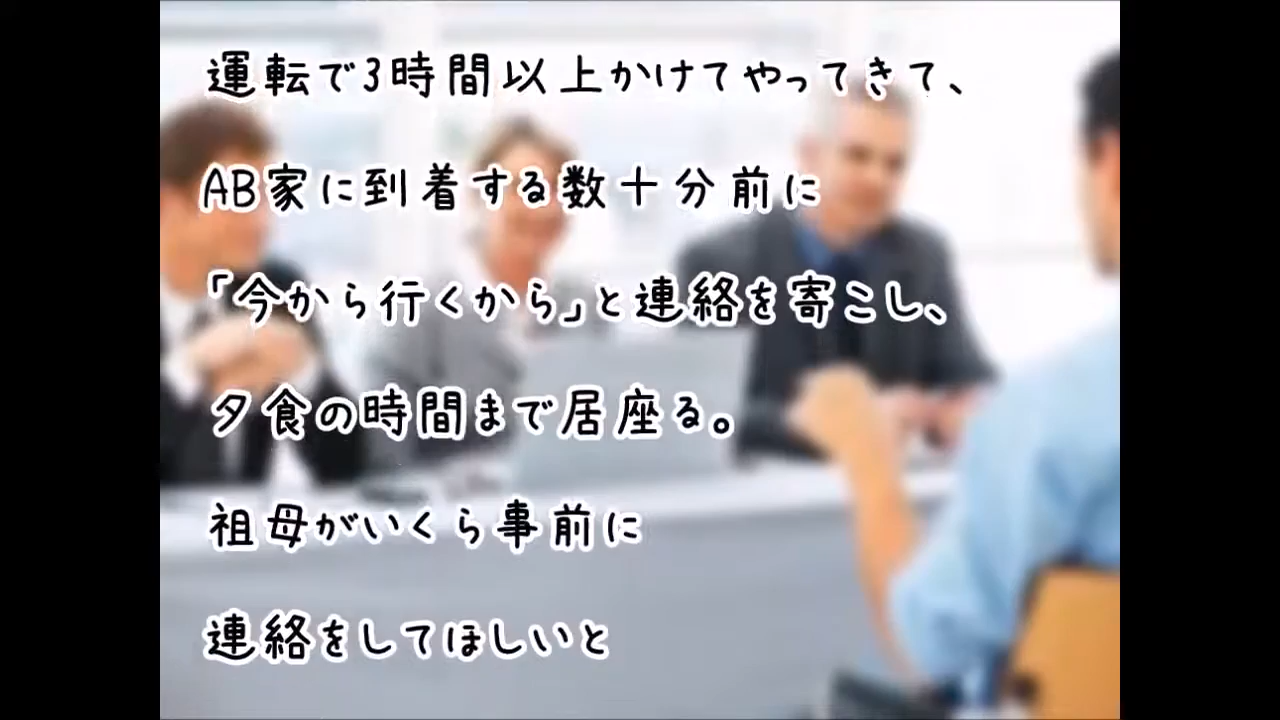 運転で3時間以上かけてやってきて、
AB家に到着する数十分前に
「今から行くから」と連絡を寄こし、
夕食の時間まで居座る。
祖母がいくら事前に
連絡をしてほしいと